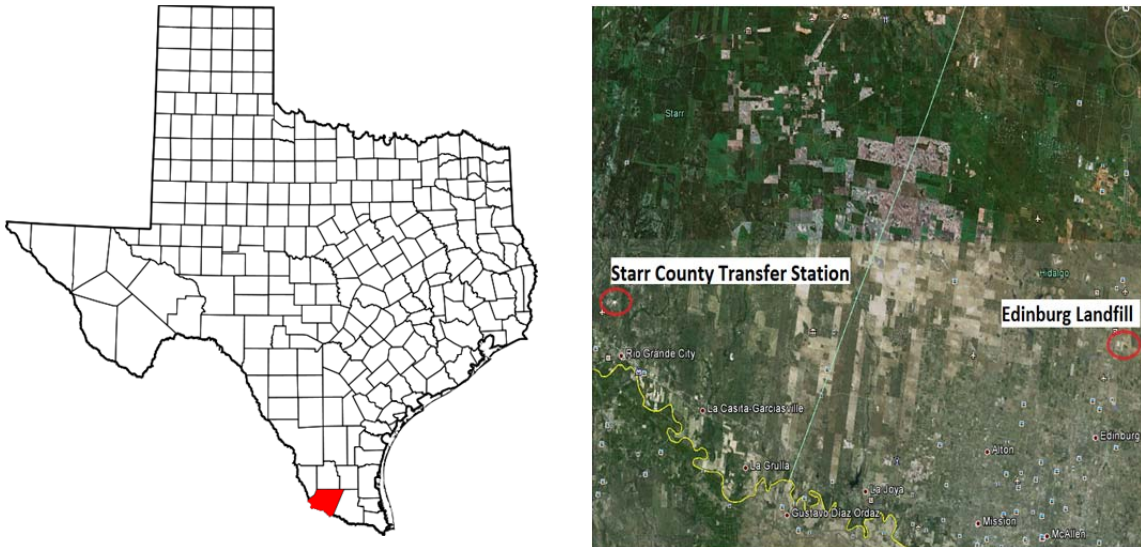 Starr
Starr County Transfer Station
Hidalgo
Edinburg Landfill
Rio Grande City
La Casita-Garciasville
Edinburg
Alton
La Grulla
La Joya
Gustavo Díaz Ordaz
Mission
McAllen